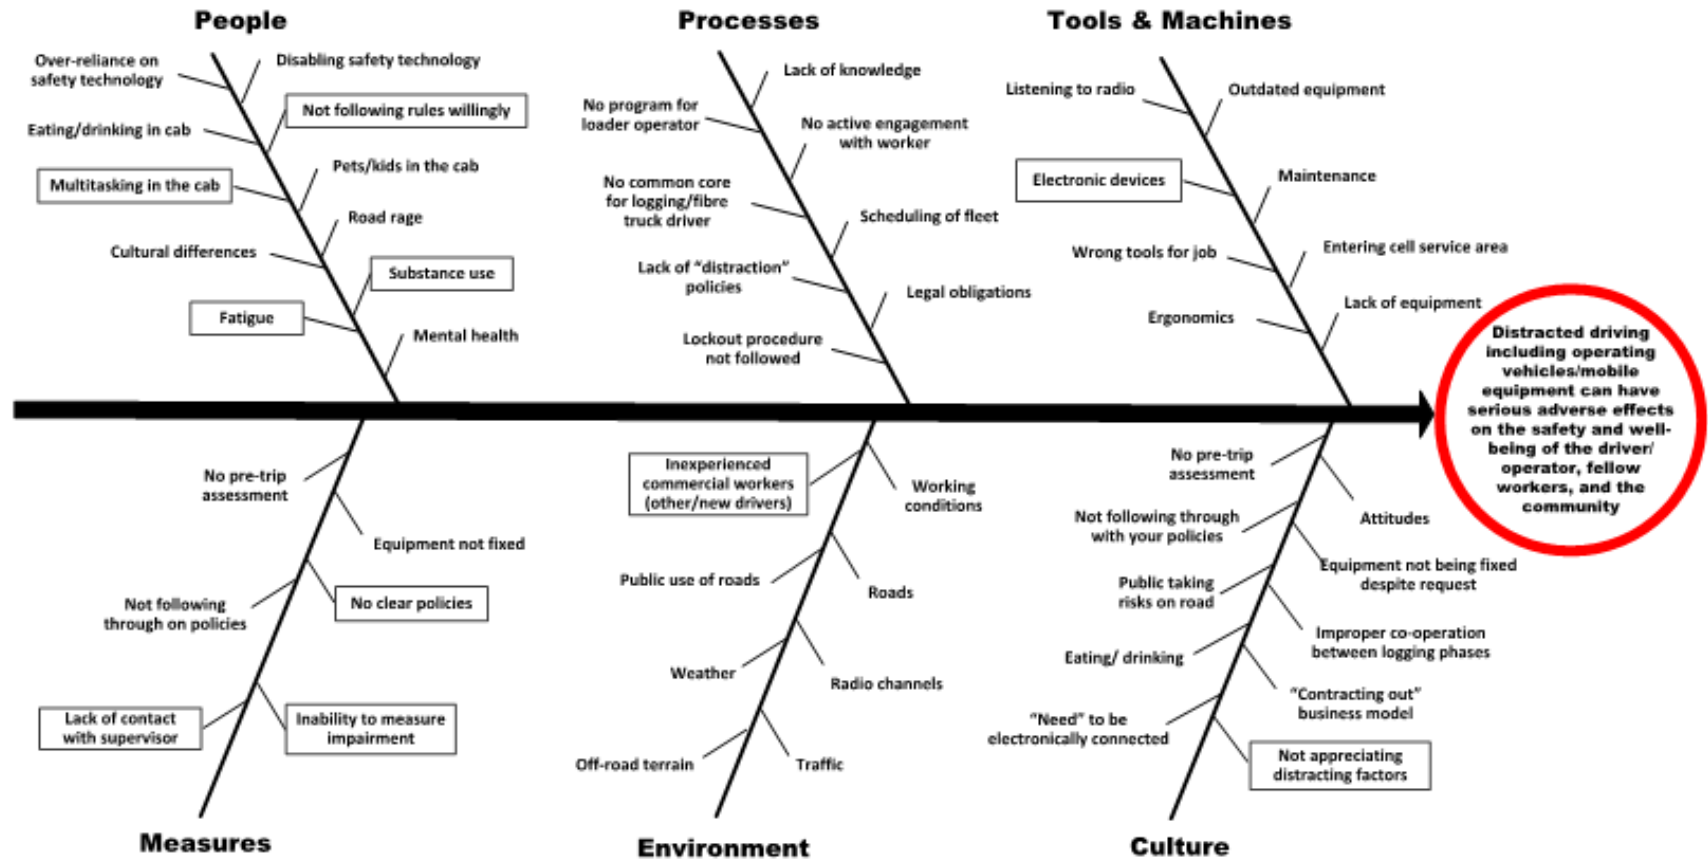 People
Over-reliance on
safety technology
Disabling safety technology
Not following rules willingly
Eating/drinking in cab
Pets/kids in the cab
Multitasking in the cab
Road rage
Cultural differences
Substance use
Fatigue
Mental health
Processes
Lack of knowledge
No program for
loader operator
No active engagement
with worker
No common core
for logging/fibre
truck driver
Scheduling of fleet
Lack of “distraction”
policies
Legal obligations
Lockout procedure
not followed
Tools & Machines
Listening to radio
Outdated equipment
Electronic devices
Maintenance
Wrong tools for job
Entering cell service area
Ergonomics
Lack of equipment
Distracted driving
including operating
vehicles/mobile
equipment can have
serious adverse effects
on the safety and well-
being of the driver/
operator, fellow
workers, and the
community
No pre-trip
assessment
Equipment not fixed
Not following
through on policies
No clear policies
Lack of contact
with supervisor
Inability to measure
impairment
Measures
Inexperienced
commercial workers
(other/new drivers)
Working
conditions
Public use of roads
Roads
Weather
Radio channels
Off-road terrain
Traffic
Environment
No pre-trip
assessment
Attitudes
Not following through
with your policies
Equipment not being fixed
despite request
Public taking
risks on road
Improper co-operation
between logging phases
Eating/ drinking
“Contracting out”
business model
“Need” to be
electronically connected
Not appreciating
distracting factors
Culture